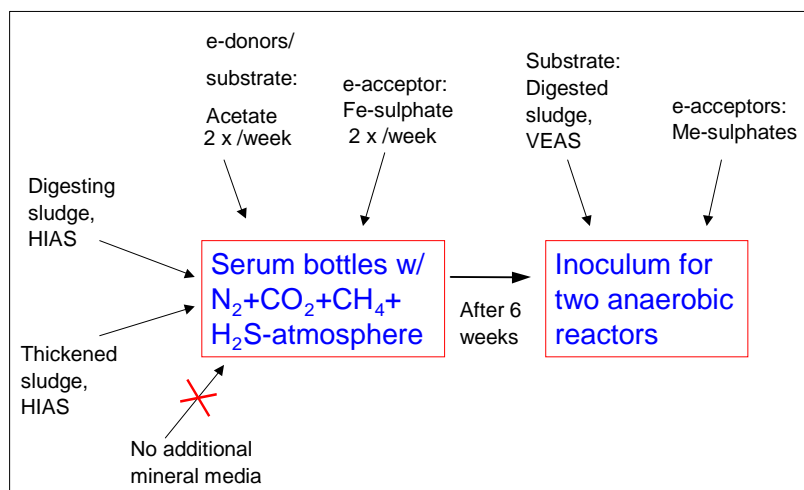 e-donors/
substrate:
Acetate
2 x /week
e-acceptor:
Fe-sulphate
2 x /week
Substrate:
Digested
sludge,
VEAS
e-acceptors:
Me-sulphates
Digesting
sludge,
HIAS
Serum bottles w/
N₂+CO₂+CH₄+
H₂S-atmosphere
After 6
weeks
Inoculum for
two anaerobic
reactors
Thickened
sludge,
HIAS
No additional
mineral media